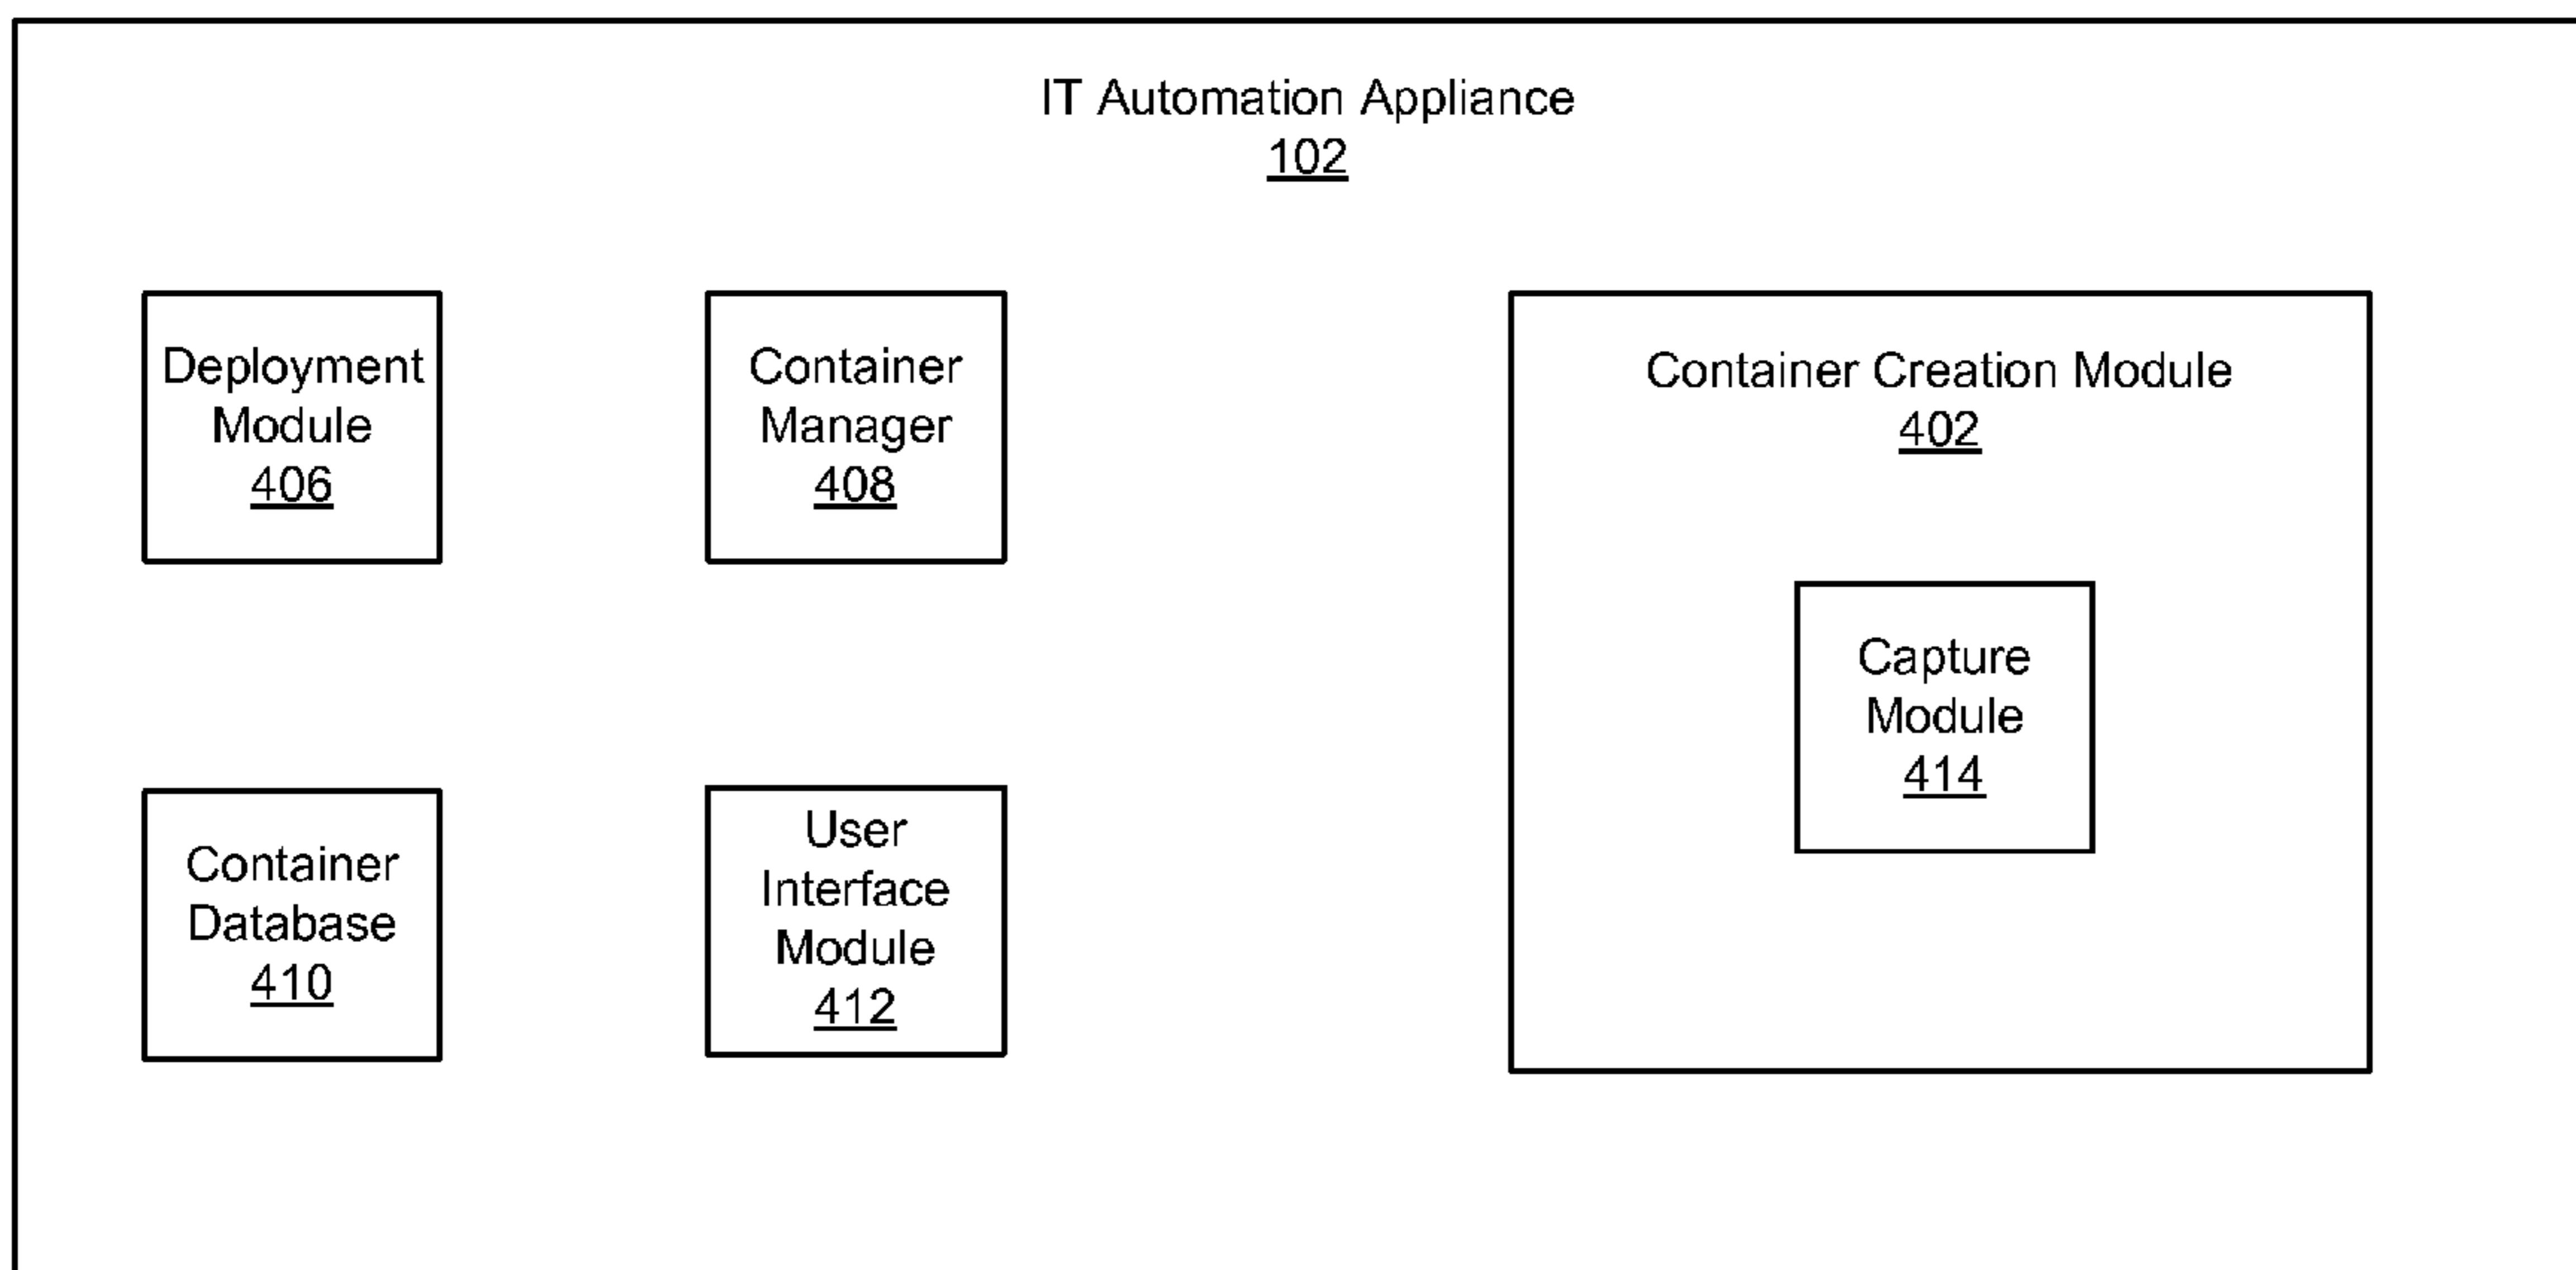 IT Automation Appliance
102
Deployment
Module
406
Container
Manager
408
Container Creation Module
402
Capture
Module
414
Container
Database
410
User
Interface
Module
412